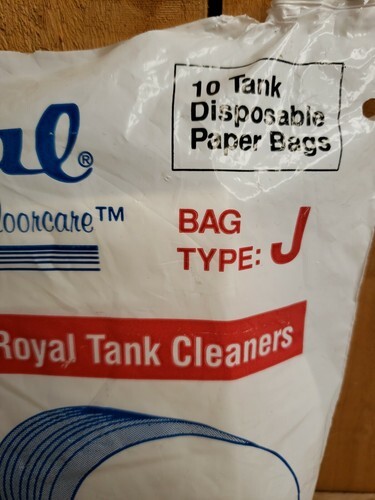 10 Tank
Disposable
Paper Bags
al®
loorcare™
BAG
TYPE: J
Royal Tank Cleaners